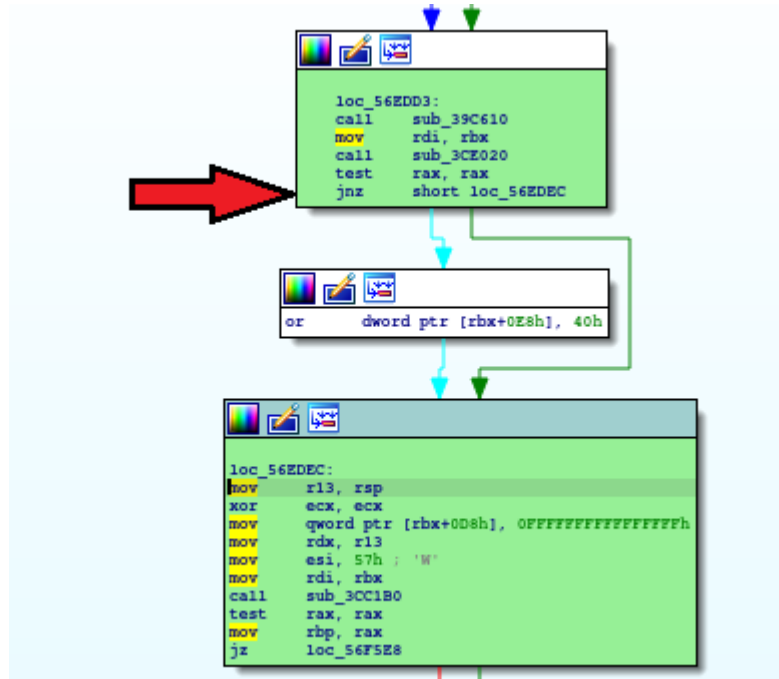 loc_56EDD3:
call sub_39C610
mov rdi, rbx
call sub_3CE020
test rax, rax
jnz short loc_56EDEC
or dword ptr [rbx+0E8h], 40h
loc_56EDEC:
mov r13, rsp
xor ecx, ecx
mov qword ptr [rbx+0D8h], 0FFFFFFFFFFFFFFFFh
mov rdx, r13
mov esi, 57h ; 'W'
mov rdi, rbx
call sub_3CC1B0
test rax, rax
mov rbp, rax
jz loc_56F5E8